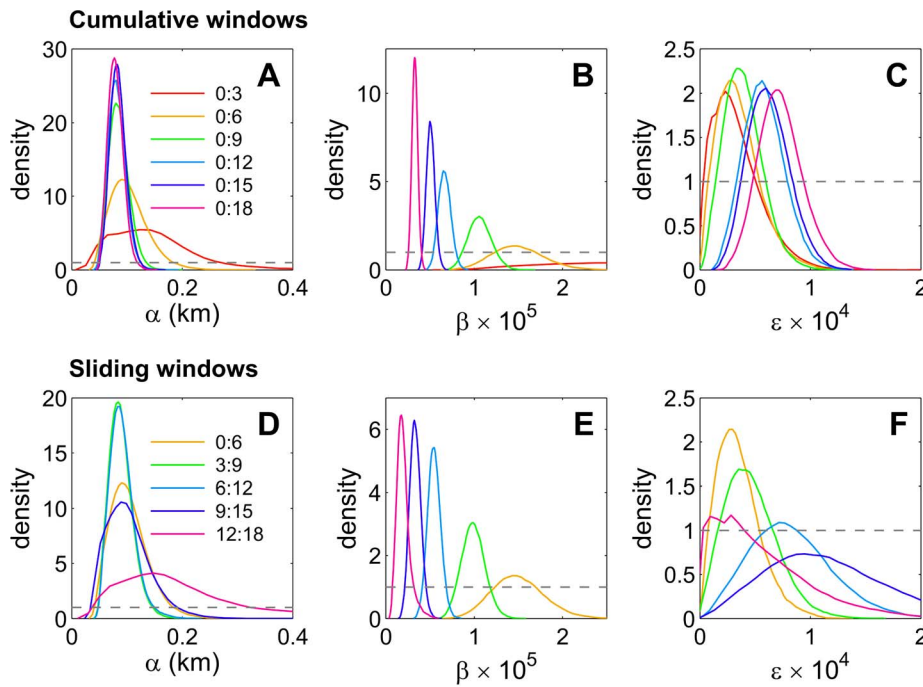 Cumulative windows
A
30
20
10
0
density
0
0.2
0.4
α (km)
0:3
0:6
0:9
0:12
0:15
0:18
B
10
5
0
density
0
1
2
β × 10⁵
C
2.5
2
1.5
1
0.5
0
density
0
1
2
ε × 10⁴
Sliding windows
D
20
15
10
5
0
density
0
0.2
0.4
α (km)
0:6
3:9
6:12
9:15
12:18
E
6
4
2
0
density
0
1
2
β × 10⁵
F
2.5
2
1.5
1
0.5
0
density
0
1
2
ε × 10⁴